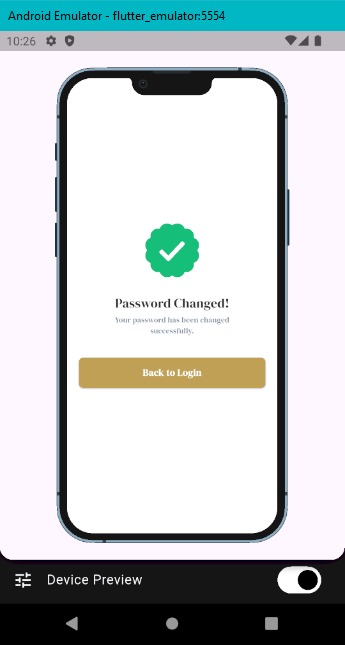 Android Emulator - flutter_emulator:5554
10:26
Password Changed!
Your password has been changed
successfully.
Back to Login
Device Preview